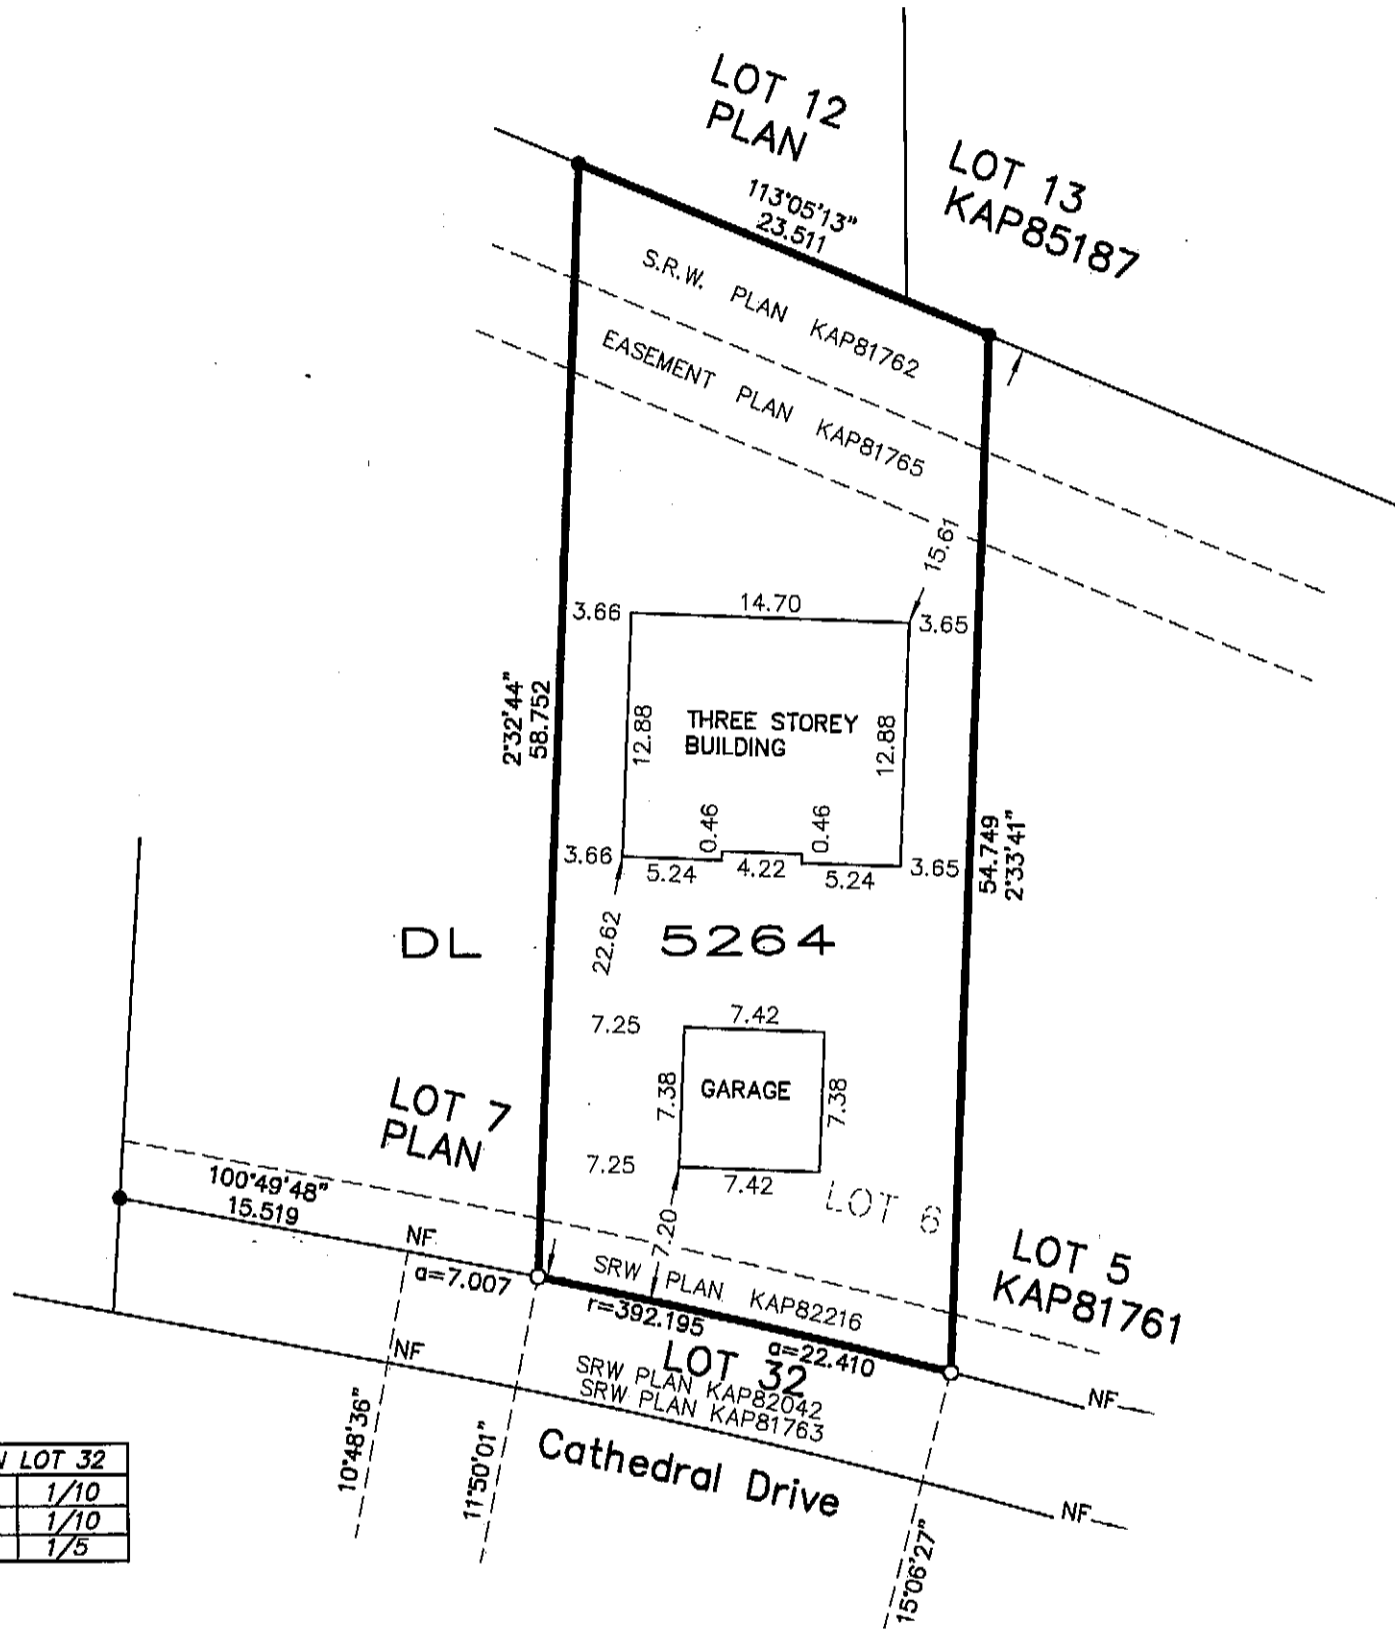 LOT 12
PLAN
LOT 13
KAP85187
113°05'13"
23.511
S.R.W. PLAN KAP81762
EASEMENT PLAN KAP81765
15.61
3.66
14.70
3.65
2°32'44"
58.752
12.88
THREE STOREY
BUILDING
12.88
0.46
0.46
3.66
5.24
4.22
5.24
3.65
54.749
2°33'41"
22.62
DL 5264
7.25
7.42
7.38
GARAGE
7.38
LOT 7
PLAN
7.25
7.42
LOT 6
100°49'48"
15.519
NF
a=7.007
7.20
SRW PLAN KAP82216
LOT 5
KAP81761
r=392.195
a=22.410
LOT 32
NF
SRW PLAN KAP82042
SRW PLAN KAP81763
NF
NF
Cathedral Drive
10°48'36"
11°50'01"
15°06'27"
N LOT 32
1/10
1/10
1/5